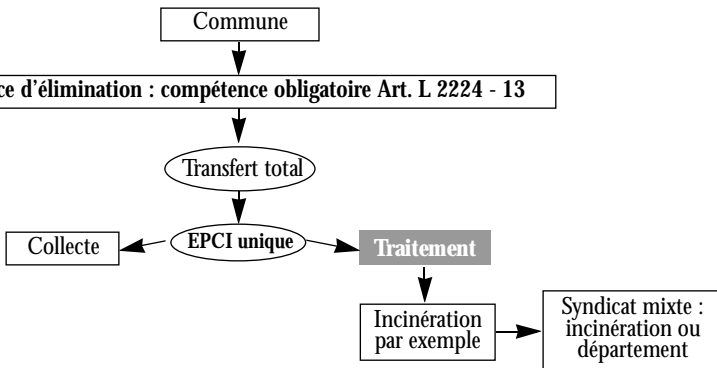 Commune
d'élimination : compétence obligatoire Art. L 2224 - 13
Transfert total
Collecte
EPCI unique
Traitement
Incinération
par exemple
Syndicat mixte :
incinération ou
département